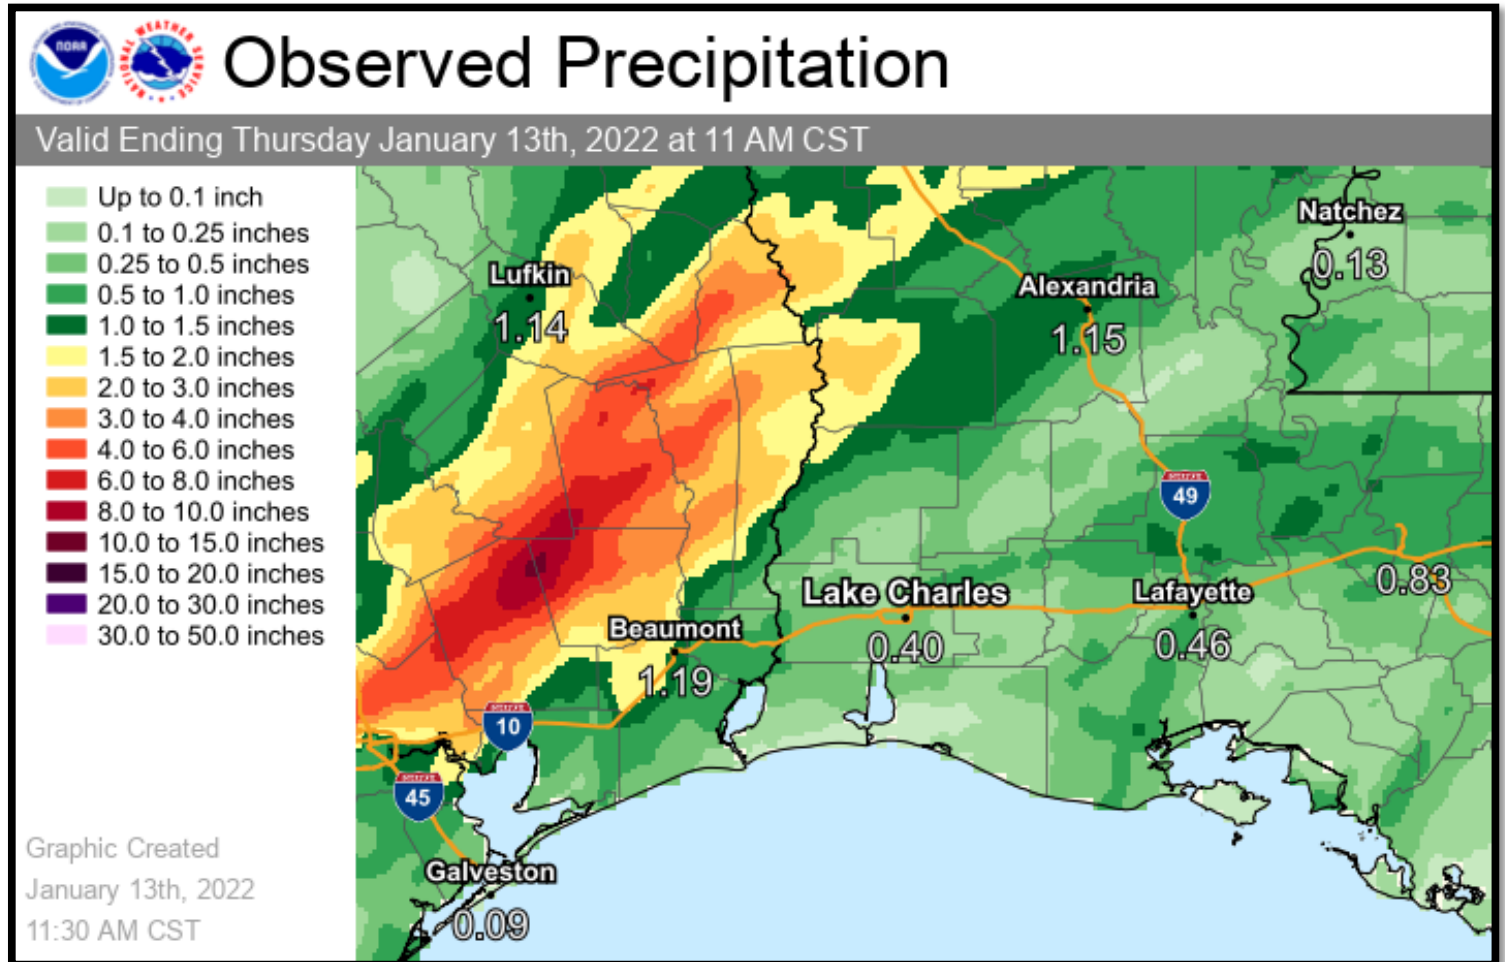 NOAA
NATIONAL WEATHER SERVICE
Observed Precipitation
Valid Ending Thursday January 13th, 2022 at 11 AM CST
Up to 0.1 inch
0.1 to 0.25 inches
0.25 to 0.5 inches
0.5 to 1.0 inches
1.0 to 1.5 inches
1.5 to 2.0 inches
2.0 to 3.0 inches
3.0 to 4.0 inches
4.0 to 6.0 inches
6.0 to 8.0 inches
8.0 to 10.0 inches
10.0 to 15.0 inches
15.0 to 20.0 inches
20.0 to 30.0 inches
30.0 to 50.0 inches
Graphic Created
January 13th, 2022
11:30 AM CST
Natchez
0.13
Lufkin
1.14
Alexandria
1.15
49
Lake Charles
0.40
Lafayette
0.46
0.83
Beaumont
1.19
10
45
Galveston
0.09